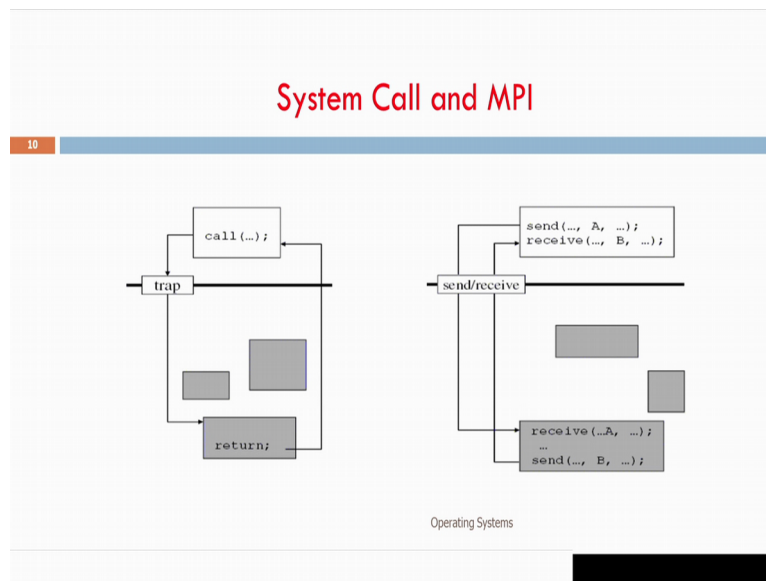 System Call and MPI
10
call(…);
trap
return;
send(…, A, …);
receive(…, B, …);
send/receive
receive(…A, …);
…
send(…, B, …);
Operating Systems